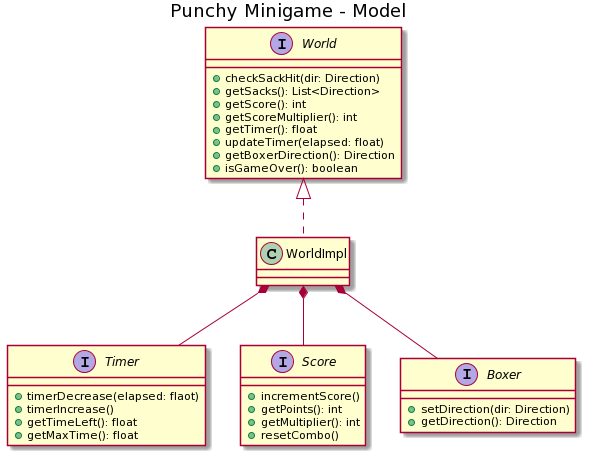 Punchy Minigame - Model
I World
checkSackHit(dir: Direction)
getSacks(): List<Direction>
getScore(): int
getScoreMultiplier(): int
getTimer(): float
updateTimer(elapsed: float)
getBoxerDirection(): Direction
isGameOver(): boolean
C WorldImpl
I Timer
timerDecrease(elapsed: flaot)
timerIncrease()
getTimeLeft(): float
getMaxTime(): float
I Score
incrementScore()
getPoints(): int
getMultiplier(): int
resetCombo()
I Boxer
setDirection(dir: Direction)
getDirection(): Direction